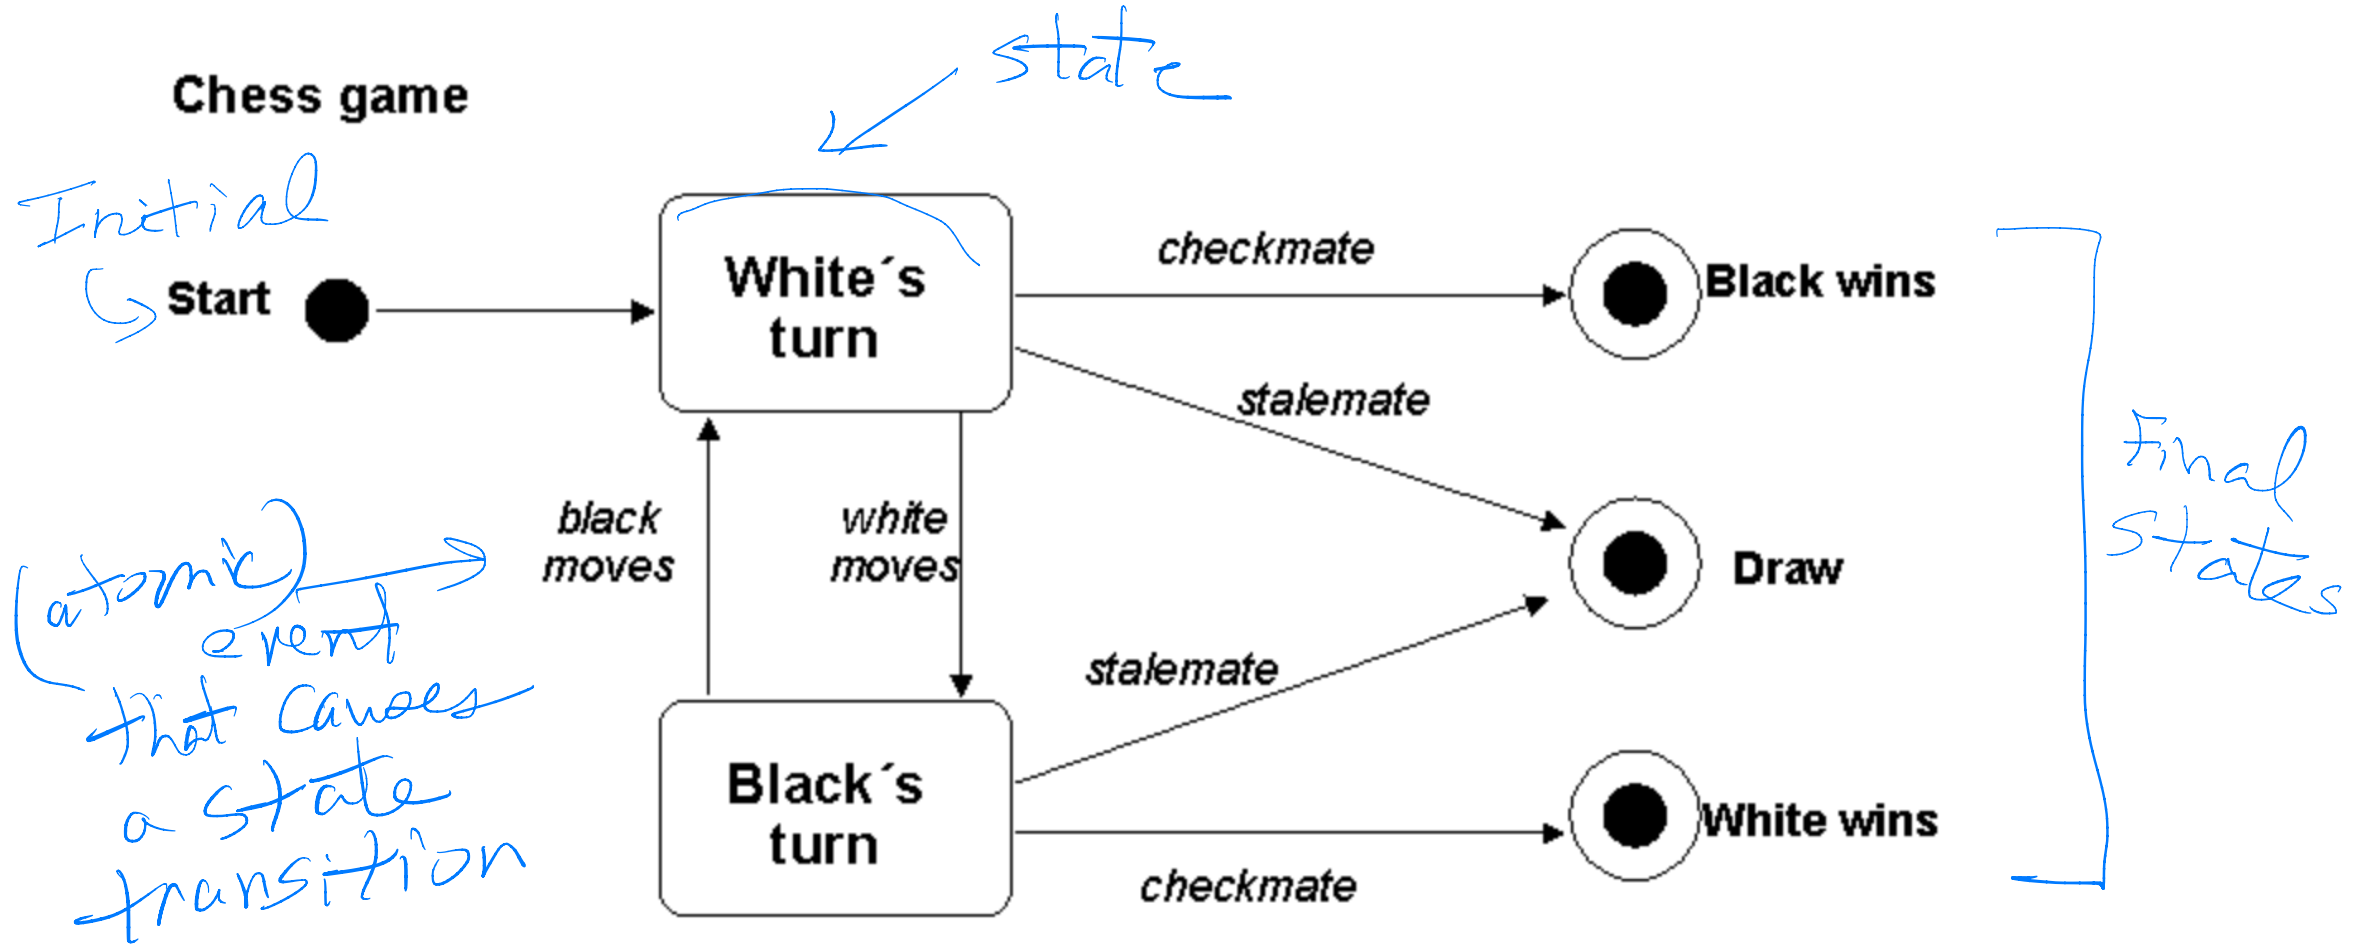 state
Chess game
Initial
Start
White´s
turn
checkmate
Black wins
stalemate
Final
states
black
moves
white
moves
Draw
(atomic)
event
that causes
a state
transition
stalemate
Black´s
turn
White wins
checkmate